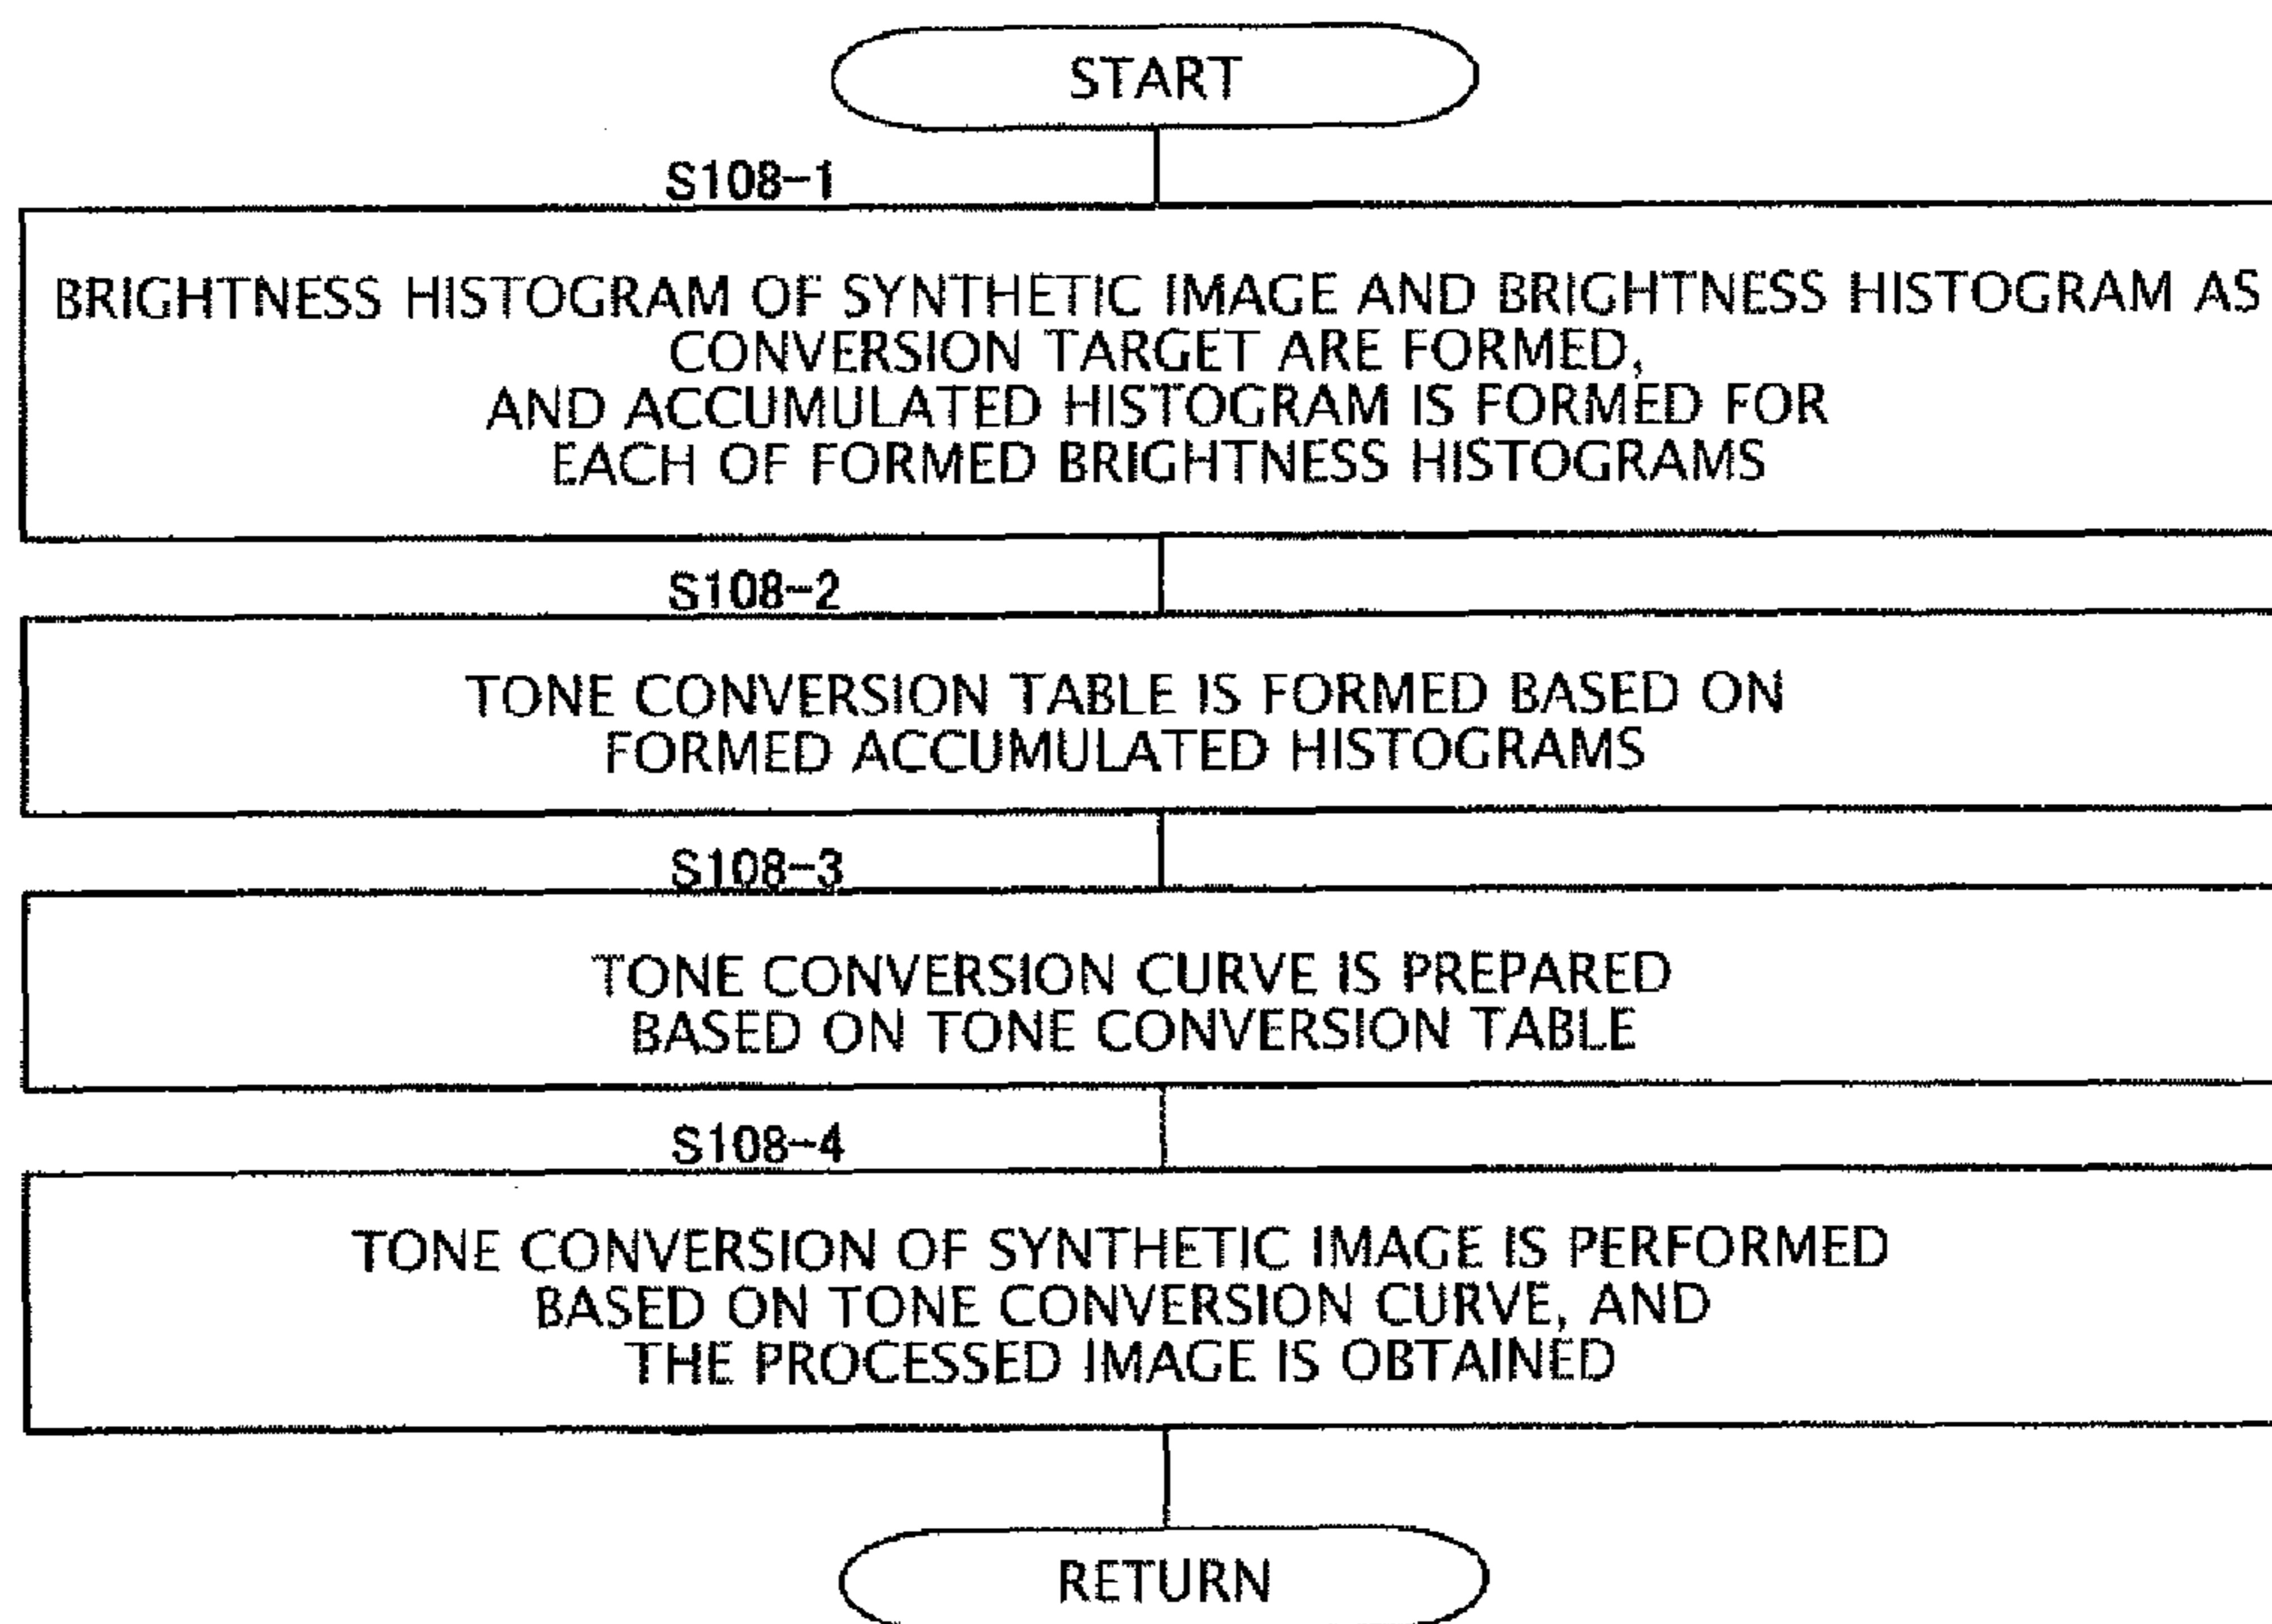 START
S108-1
BRIGHTNESS HISTOGRAM OF SYNTHETIC IMAGE AND BRIGHTNESS HISTOGRAM AS
CONVERSION TARGET ARE FORMED,
AND ACCUMULATED HISTOGRAM IS FORMED FOR
EACH OF FORMED BRIGHTNESS HISTOGRAMS
S108-2
TONE CONVERSION TABLE IS FORMED BASED ON
FORMED ACCUMULATED HISTOGRAMS
S108-3
TONE CONVERSION CURVE IS PREPARED
BASED ON TONE CONVERSION TABLE
S108-4
TONE CONVERSION OF SYNTHETIC IMAGE IS PERFORMED
BASED ON TONE CONVERSION CURVE, AND
THE PROCESSED IMAGE IS OBTAINED
RETURN